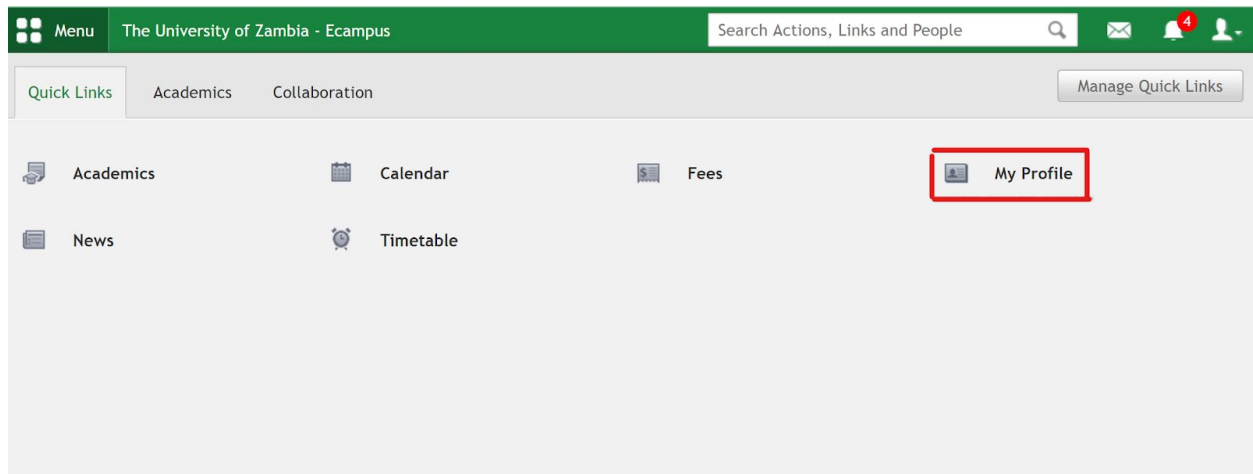 Menu The University of Zambia - Ecampus Search Actions, Links and People 4
Quick Links Academics Collaboration Manage Quick Links
Academics Calendar Fees My Profile
News Timetable